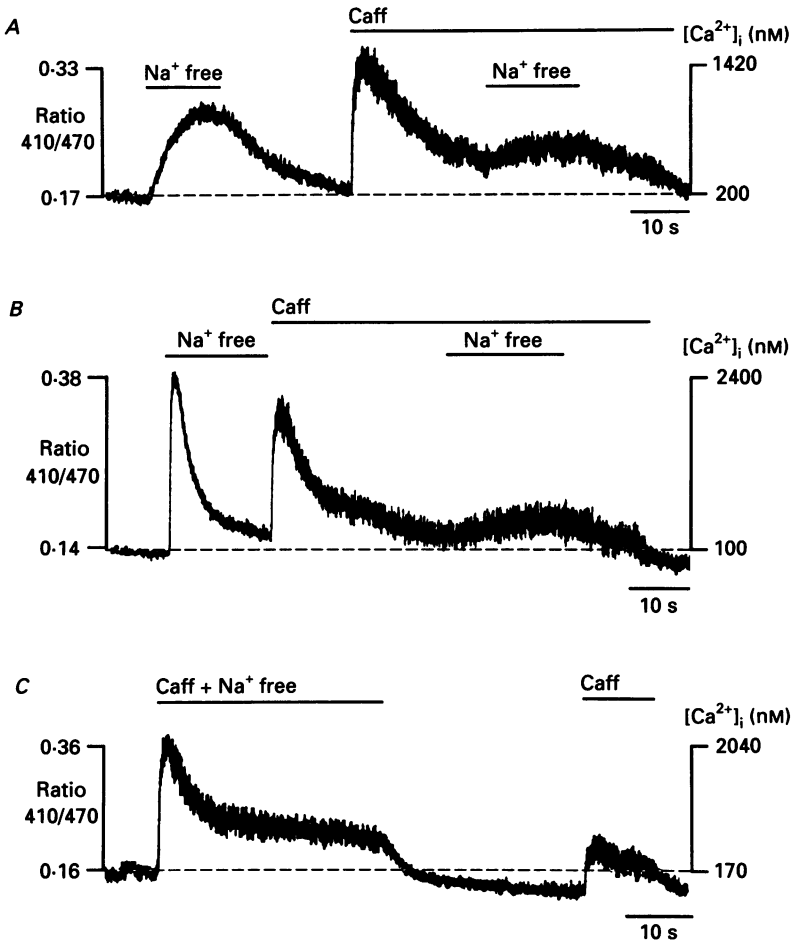 A
Caff
[Ca²⁺]ᵢ (nM)
0·33
Na⁺ free
Na⁺ free
1420
Ratio
410/470
0·17
200
10 s
B
Caff
Na⁺ free
Na⁺ free
[Ca²⁺]ᵢ (nM)
0·38
2400
Ratio
410/470
0·14
100
10 s
C
Caff + Na⁺ free
Caff
[Ca²⁺]ᵢ (nM)
0·36
2040
Ratio
410/470
0·16
170
10 s